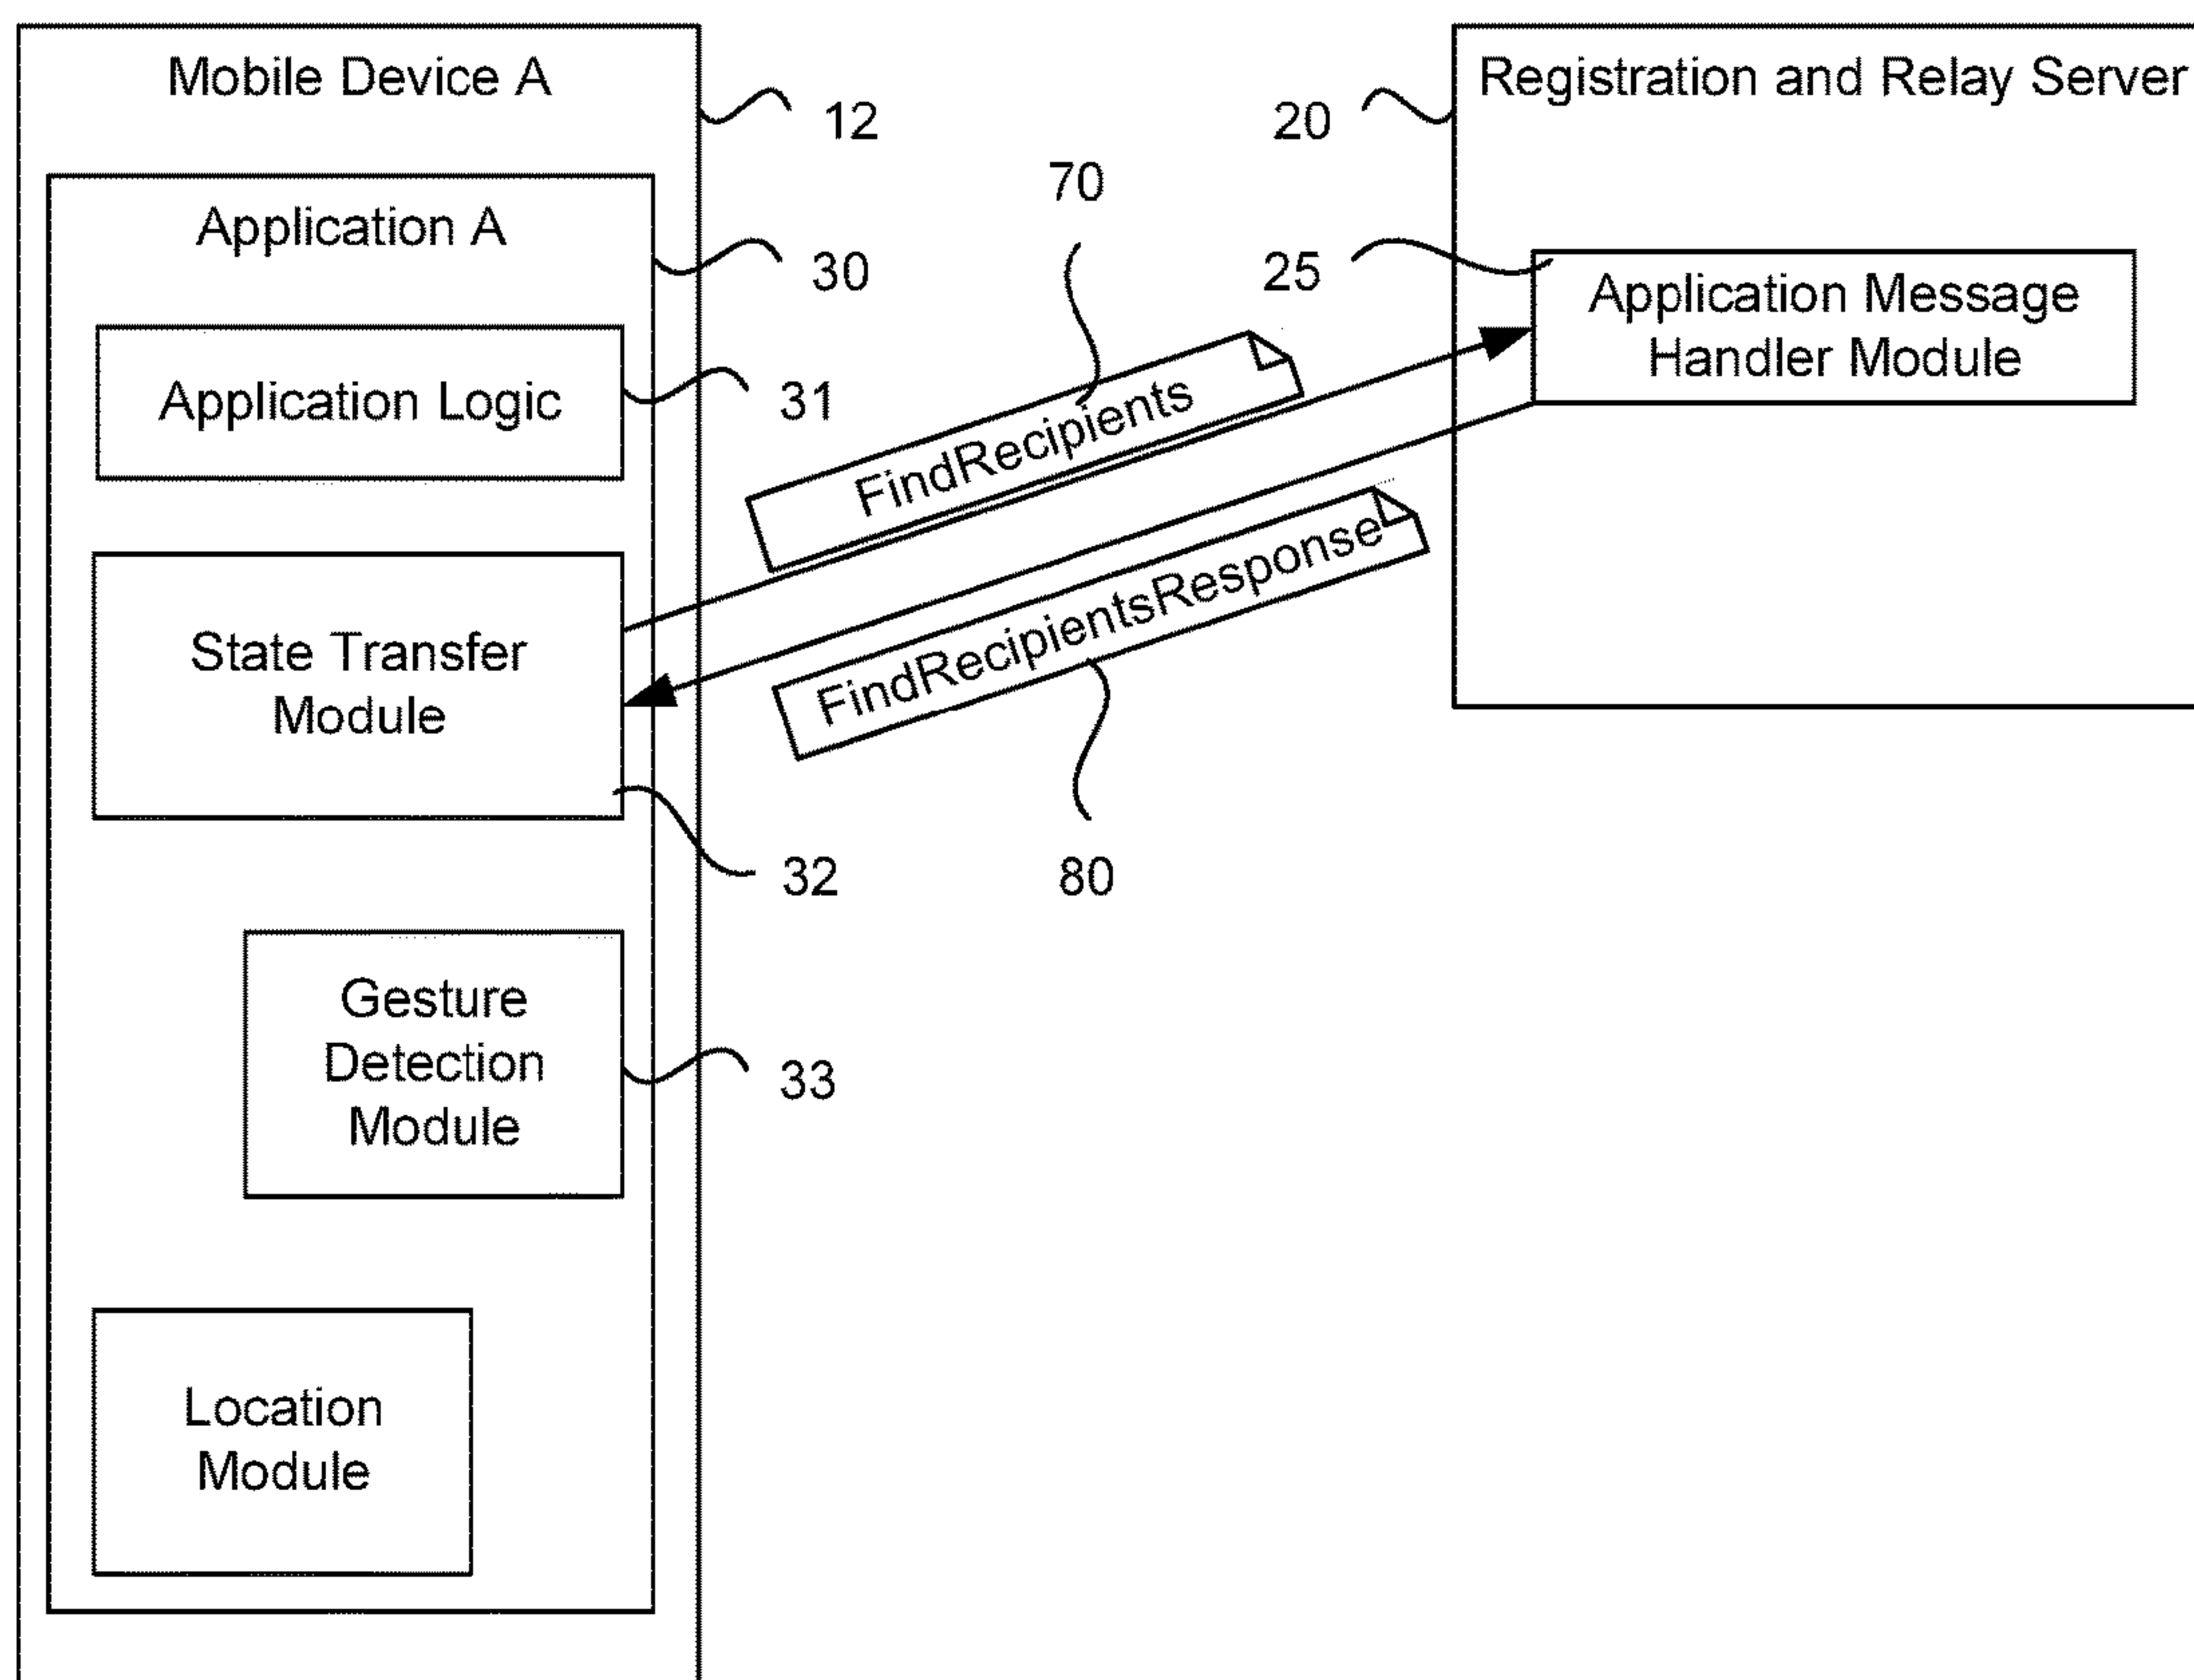 Mobile Device A
12
Application A
30
Application Logic
31
State Transfer
Module
32
Gesture
Detection
Module
33
Location
Module
70
FindRecipients
FindRecipientsResponse
80
Registration and Relay Server
20
25
Application Message
Handler Module